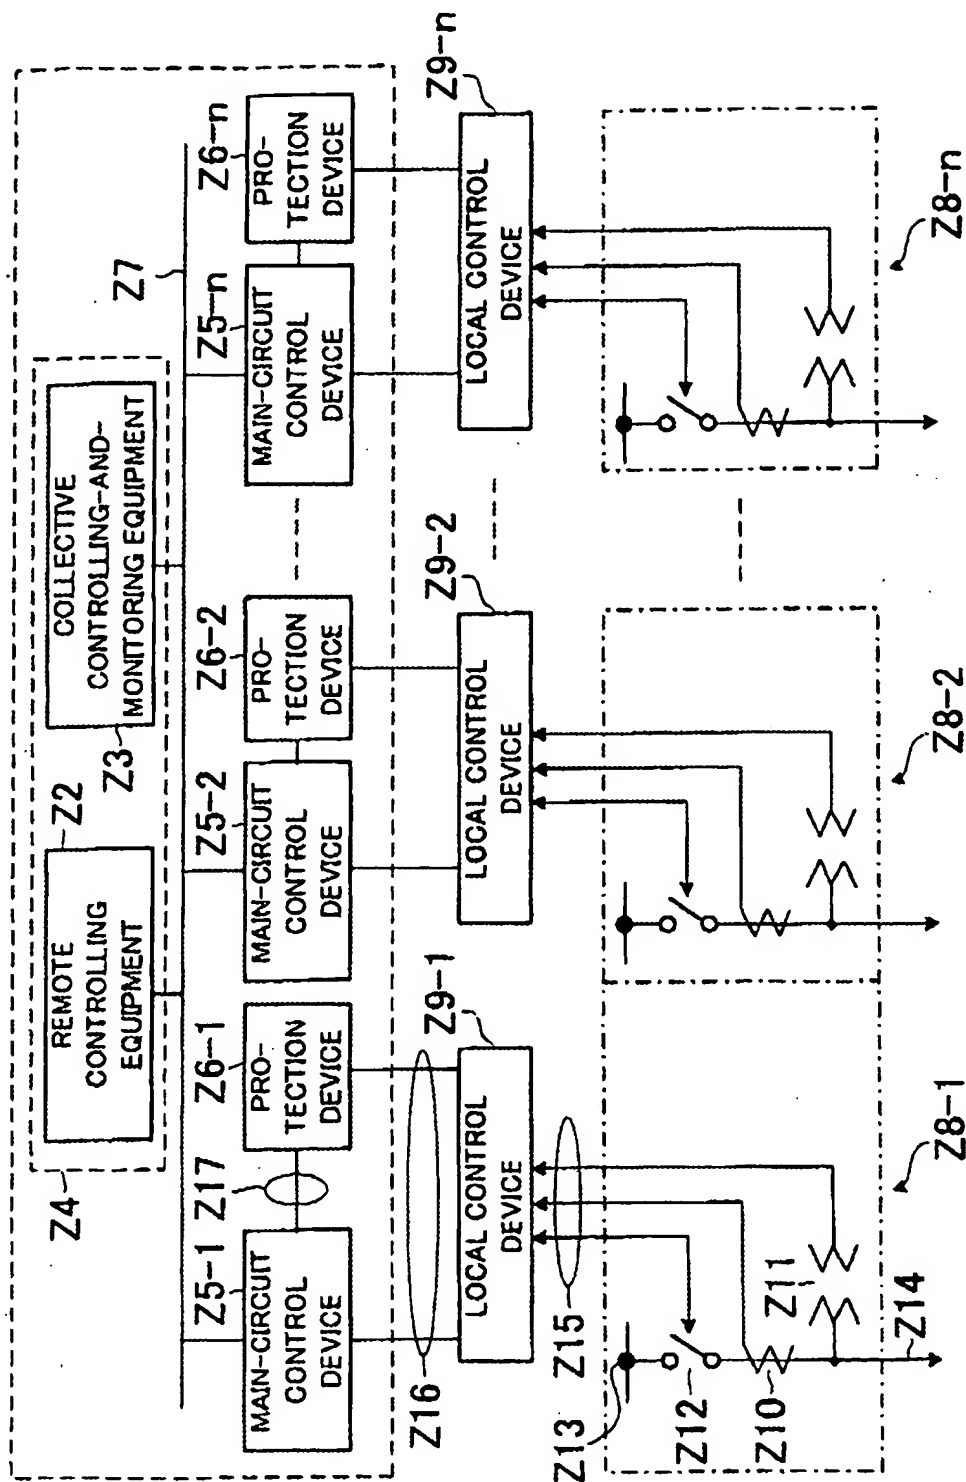 Z4
REMOTE
CONTROLLING
EQUIPMENT
Z2
Z3
COLLECTIVE
CONTROLLING-AND-
MONITORING EQUIPMENT
Z7
Z5-1
MAIN-CIRCUIT
CONTROL
DEVICE
Z17
Z6-1
PRO-
TECTION
DEVICE
Z5-2
MAIN-CIRCUIT
CONTROL
DEVICE
Z6-2
PRO-
TECTION
DEVICE
Z5-n
MAIN-CIRCUIT
CONTROL
DEVICE
Z6-n
PRO-
TECTION
DEVICE
Z16
Z9-1
LOCAL CONTROL
DEVICE
Z9-2
LOCAL CONTROL
DEVICE
Z9-n
LOCAL CONTROL
DEVICE
Z15
Z13
Z12
Z10
Z11
Z14
Z8-1
Z8-2
Z8-n